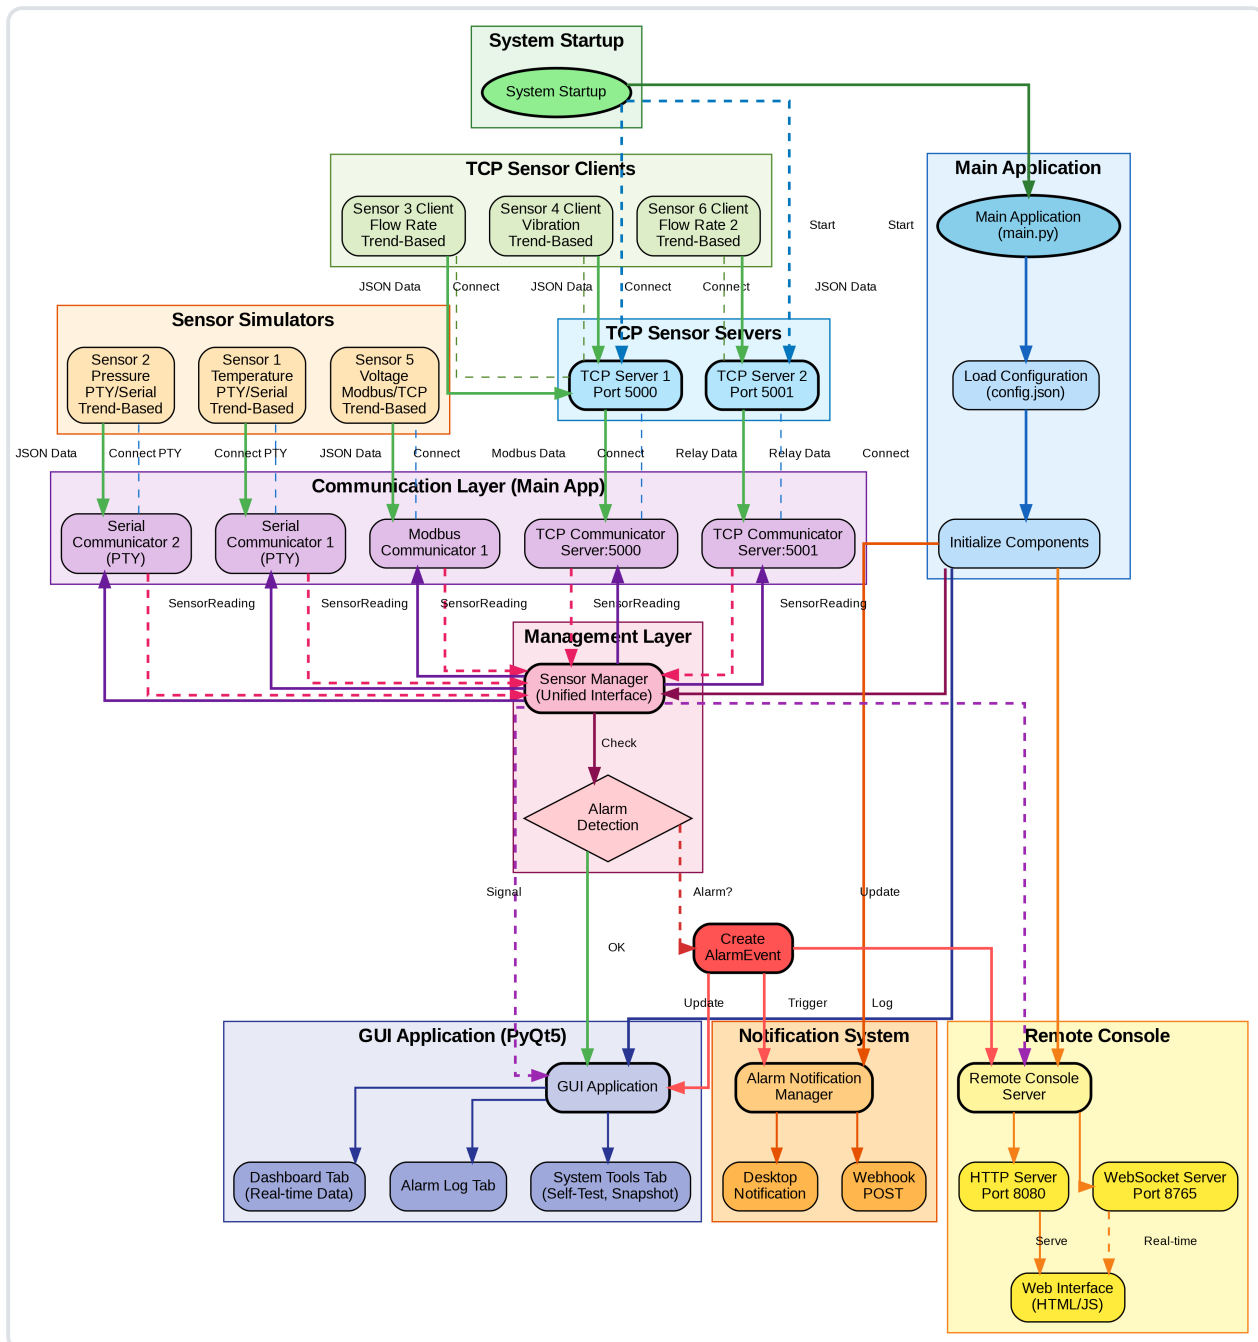 System Startup
System Startup
TCP Sensor Clients
Main Application
Sensor 3 Client
Flow Rate
Trend-Based
Sensor 4 Client
Vibration
Trend-Based
Sensor 6 Client
Flow Rate 2
Trend-Based
Main Application
(main.py)
Start
Start
JSON Data
Connect
JSON Data
Connect
Connect
JSON Data
Sensor Simulators
TCP Sensor Servers
Sensor 2
Pressure
PTY/Serial
Trend-Based
Sensor 1
Temperature
PTY/Serial
Trend-Based
Sensor 5
Voltage
Modbus/TCP
Trend-Based
TCP Server 1
Port 5000
TCP Server 2
Port 5001
Load Configuration
(config.json)
JSON Data
Connect PTY
Connect PTY
JSON Data
Connect
Modbus Data
Connect
Relay Data
Relay Data
Connect
Communication Layer (Main App)
Serial
Communicator 2
(PTY)
Serial
Communicator 1
(PTY)
Modbus
Communicator 1
TCP Communicator
Server:5000
TCP Communicator
Server:5001
Initialize Components
SensorReading
SensorReading
SensorReading
SensorReading
SensorReading
Management Layer
Sensor Manager
(Unified Interface)
Check
Alarm
Detection
Signal
Alarm?
Update
Create
AlarmEvent
OK
Update
Trigger
Log
GUI Application (PyQt5)
Notification System
Remote Console
GUI Application
Alarm Notification
Manager
Remote Console
Server
Dashboard Tab
(Real-time Data)
Alarm Log Tab
System Tools Tab
(Self-Test, Snapshot)
Desktop
Notification
Webhook
POST
HTTP Server
Port 8080
WebSocket Server
Port 8765
Serve
Real-time
Web Interface
(HTML/JS)